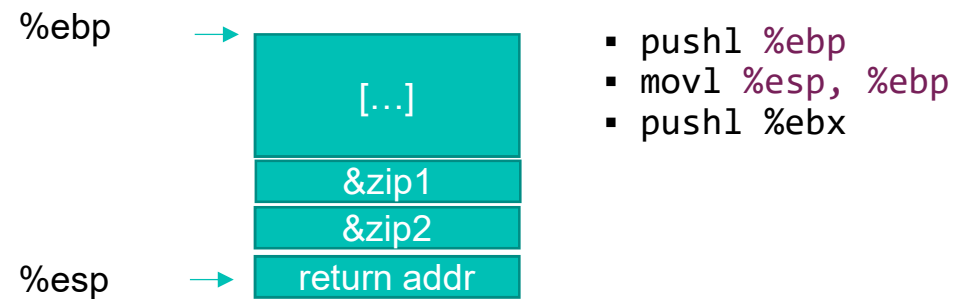 %ebp
[...]
&zip1
&zip2
%esp
return addr
▪ pushl %ebp
▪ movl %esp, %ebp
▪ pushl %ebx